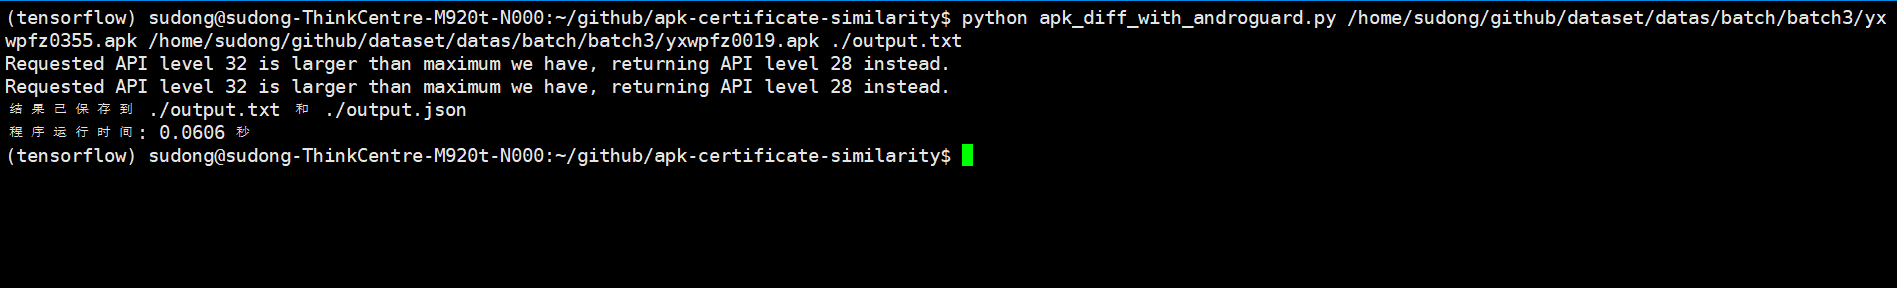 (tensorflow) sudong@sudong-ThinkCentre-M920t-N000:~/github/apk-certificate-similarity$ python apk_diff_with_androguard.py /home/sudong/github/dataset/datas/batch/batch3/yx
wpfz0355.apk /home/sudong/github/dataset/datas/batch/batch3/yxwpfz0019.apk ./output.txt
Requested API level 32 is larger than maximum we have, returning API level 28 instead.
Requested API level 32 is larger than maximum we have, returning API level 28 instead.
结果已保存到 ./output.txt 和 ./output.json
程序运行时间: 0.0606 秒
(tensorflow) sudong@sudong-ThinkCentre-M920t-N000:~/github/apk-certificate-similarity$